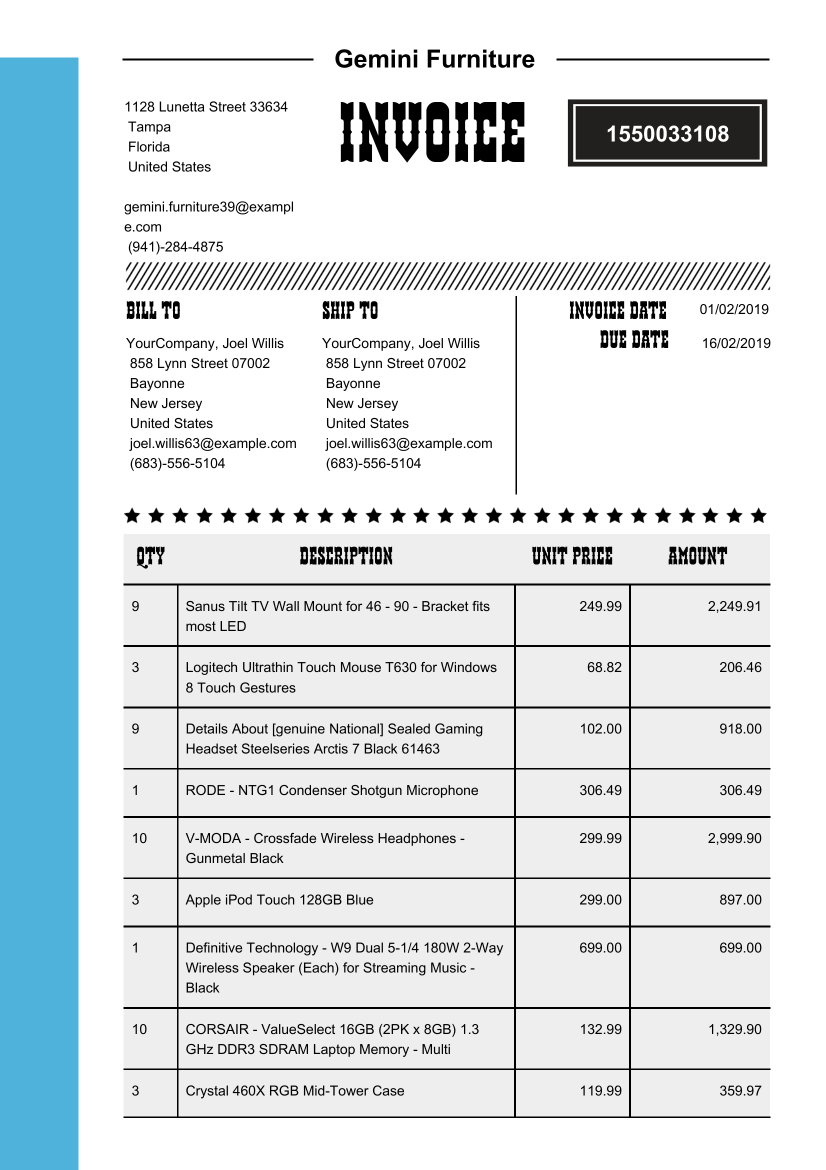 Gemini Furniture
1128 Lunetta Street 33634
Tampa
Florida
United States
gemini.furniture39@exampl
e.com
(941)-284-4875
INVOICE
1550033108
BILL TO
YourCompany, Joel Willis
858 Lynn Street 07002
Bayonne
New Jersey
United States
joel.willis63@example.com
(683)-556-5104
SHIP TO
YourCompany, Joel Willis
858 Lynn Street 07002
Bayonne
New Jersey
United States
joel.willis63@example.com
(683)-556-5104
INVOICE DATE 01/02/2019
DUE DATE 16/02/2019
QTY DESCRIPTION UNIT PRICE AMOUNT
9 Sanus Tilt TV Wall Mount for 46 - 90 - Bracket fits 249.99 2,249.91
most LED
3 Logitech Ultrathin Touch Mouse T630 for Windows 68.82 206.46
8 Touch Gestures
9 Details About [genuine National] Sealed Gaming 102.00 918.00
Headset Steelseries Arctis 7 Black 61463
1 RODE - NTG1 Condenser Shotgun Microphone 306.49 306.49
10 V-MODA - Crossfade Wireless Headphones - 299.99 2,999.90
Gunmetal Black
3 Apple iPod Touch 128GB Blue 299.00 897.00
1 Definitive Technology - W9 Dual 5-1/4 180W 2-Way 699.00 699.00
Wireless Speaker (Each) for Streaming Music -
Black
10 CORSAIR - ValueSelect 16GB (2PK x 8GB) 1.3 132.99 1,329.90
GHz DDR3 SDRAM Laptop Memory - Multi
3 Crystal 460X RGB Mid-Tower Case 119.99 359.97